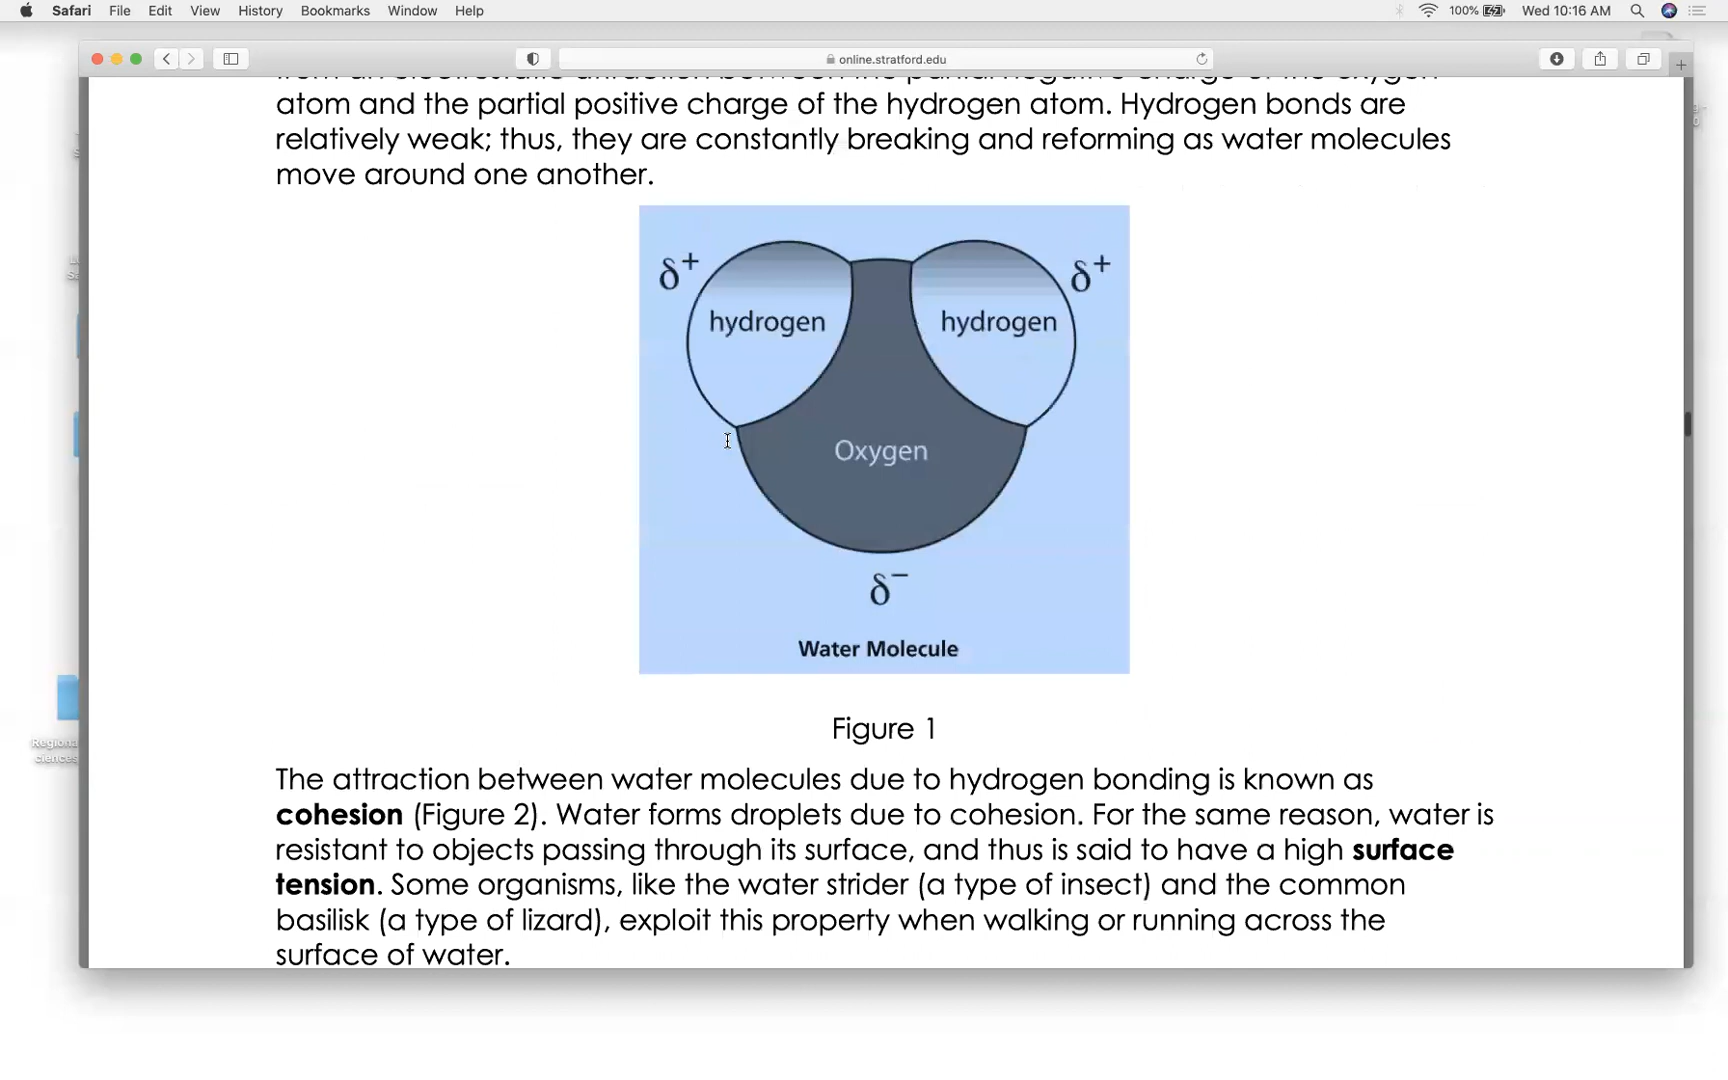 Safari File Edit View History Bookmarks Window Help 100% Wed 10:16 AM
online.stratford.edu
atom and the partial positive charge of the hydrogen atom. Hydrogen bonds are
relatively weak; thus, they are constantly breaking and reforming as water molecules
move around one another.
δ+ δ+
hydrogen hydrogen
Oxygen
δ−
Water Molecule
Figure 1
The attraction between water molecules due to hydrogen bonding is known as
cohesion (Figure 2). Water forms droplets due to cohesion. For the same reason, water is
resistant to objects passing through its surface, and thus is said to have a high surface
tension. Some organisms, like the water strider (a type of insect) and the common
basilisk (a type of lizard), exploit this property when walking or running across the
surface of water.